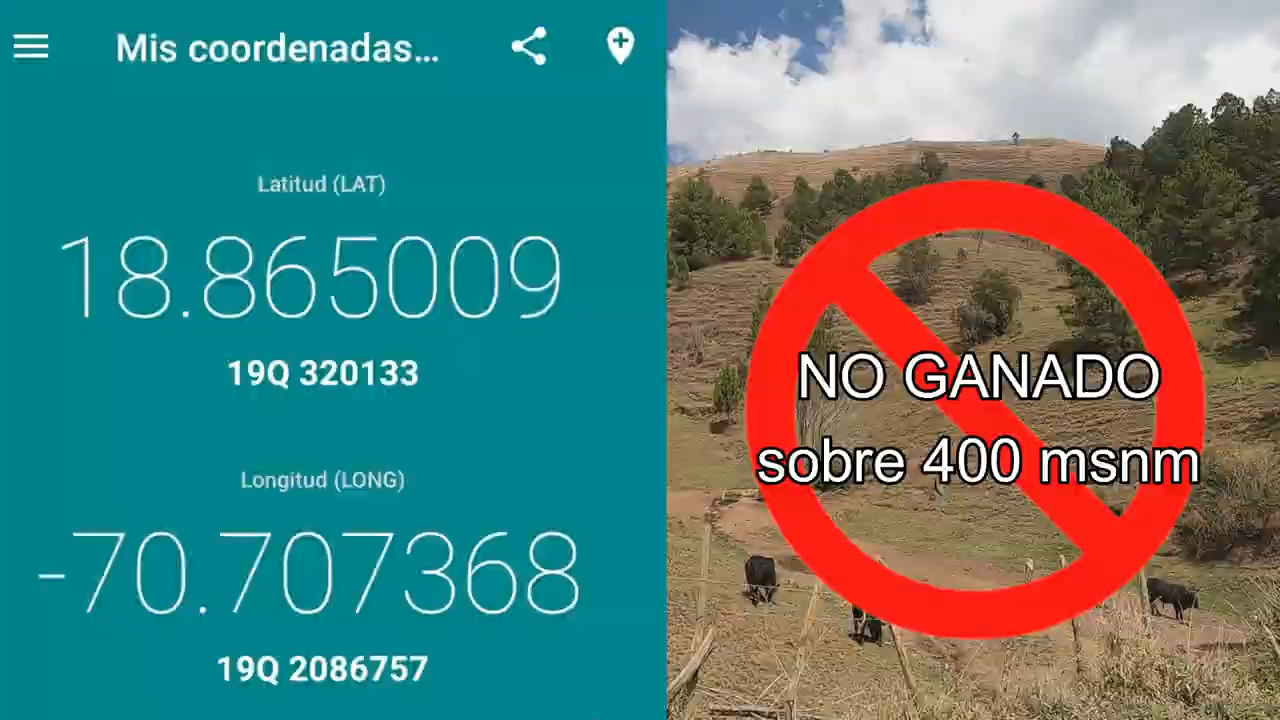 Mis coordenadas...
Latitud (LAT)
18.865009
19Q 320133
Longitud (LONG)
-70.707368
19Q 2086757
NO GANADO
sobre 400 msnm